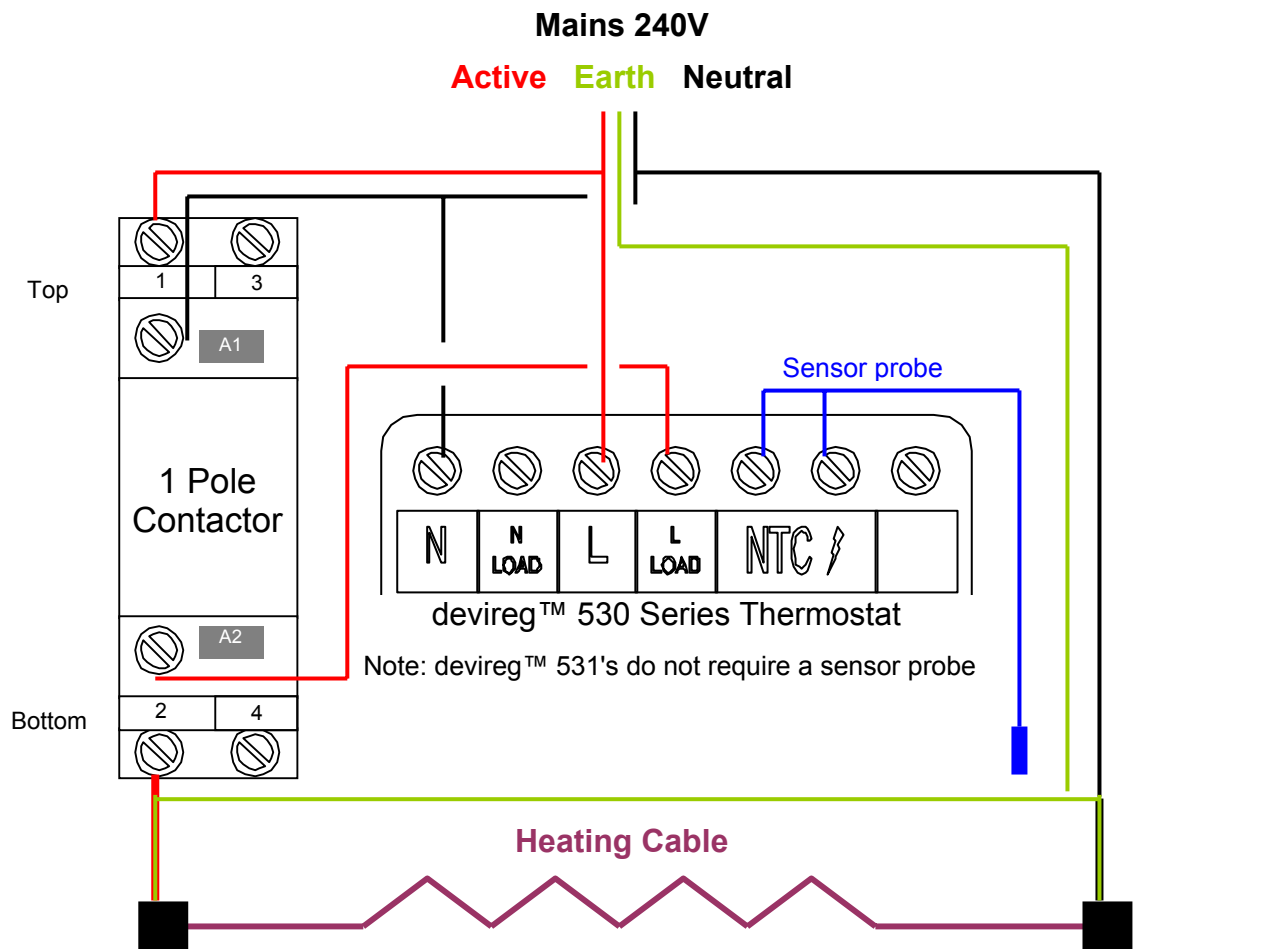 Mains 240V
Active Earth Neutral
1 3
Top
A1
Sensor probe
1 Pole
Contactor
N N LOAD L L LOAD NTC
devireg™ 530 Series Thermostat
A2
Note: devireg™ 531's do not require a sensor probe
2 4
Bottom
Heating Cable